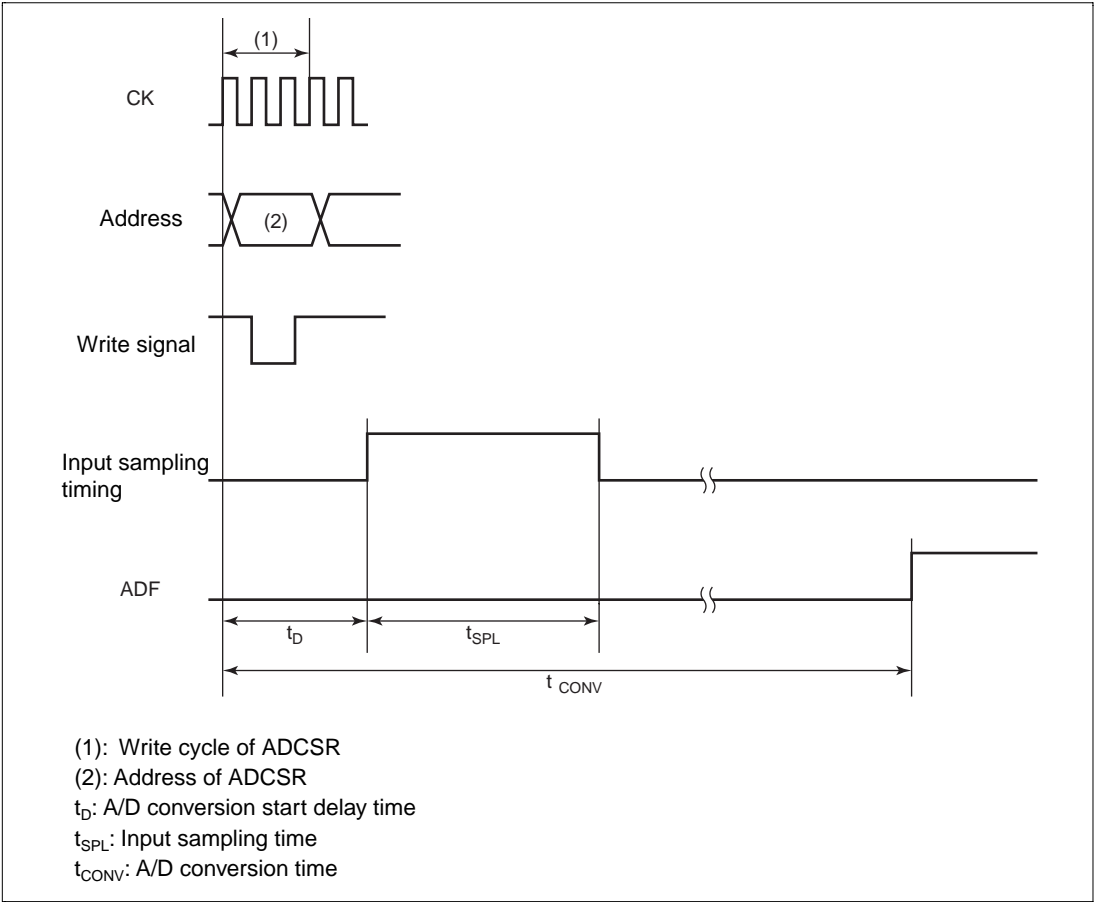 (1)
CK
Address
(2)
Write signal
Input sampling
timing
ADF
tD
tSPL
t CONV
(1): Write cycle of ADCSR
(2): Address of ADCSR
tD: A/D conversion start delay time
tSPL: Input sampling time
tCONV: A/D conversion time